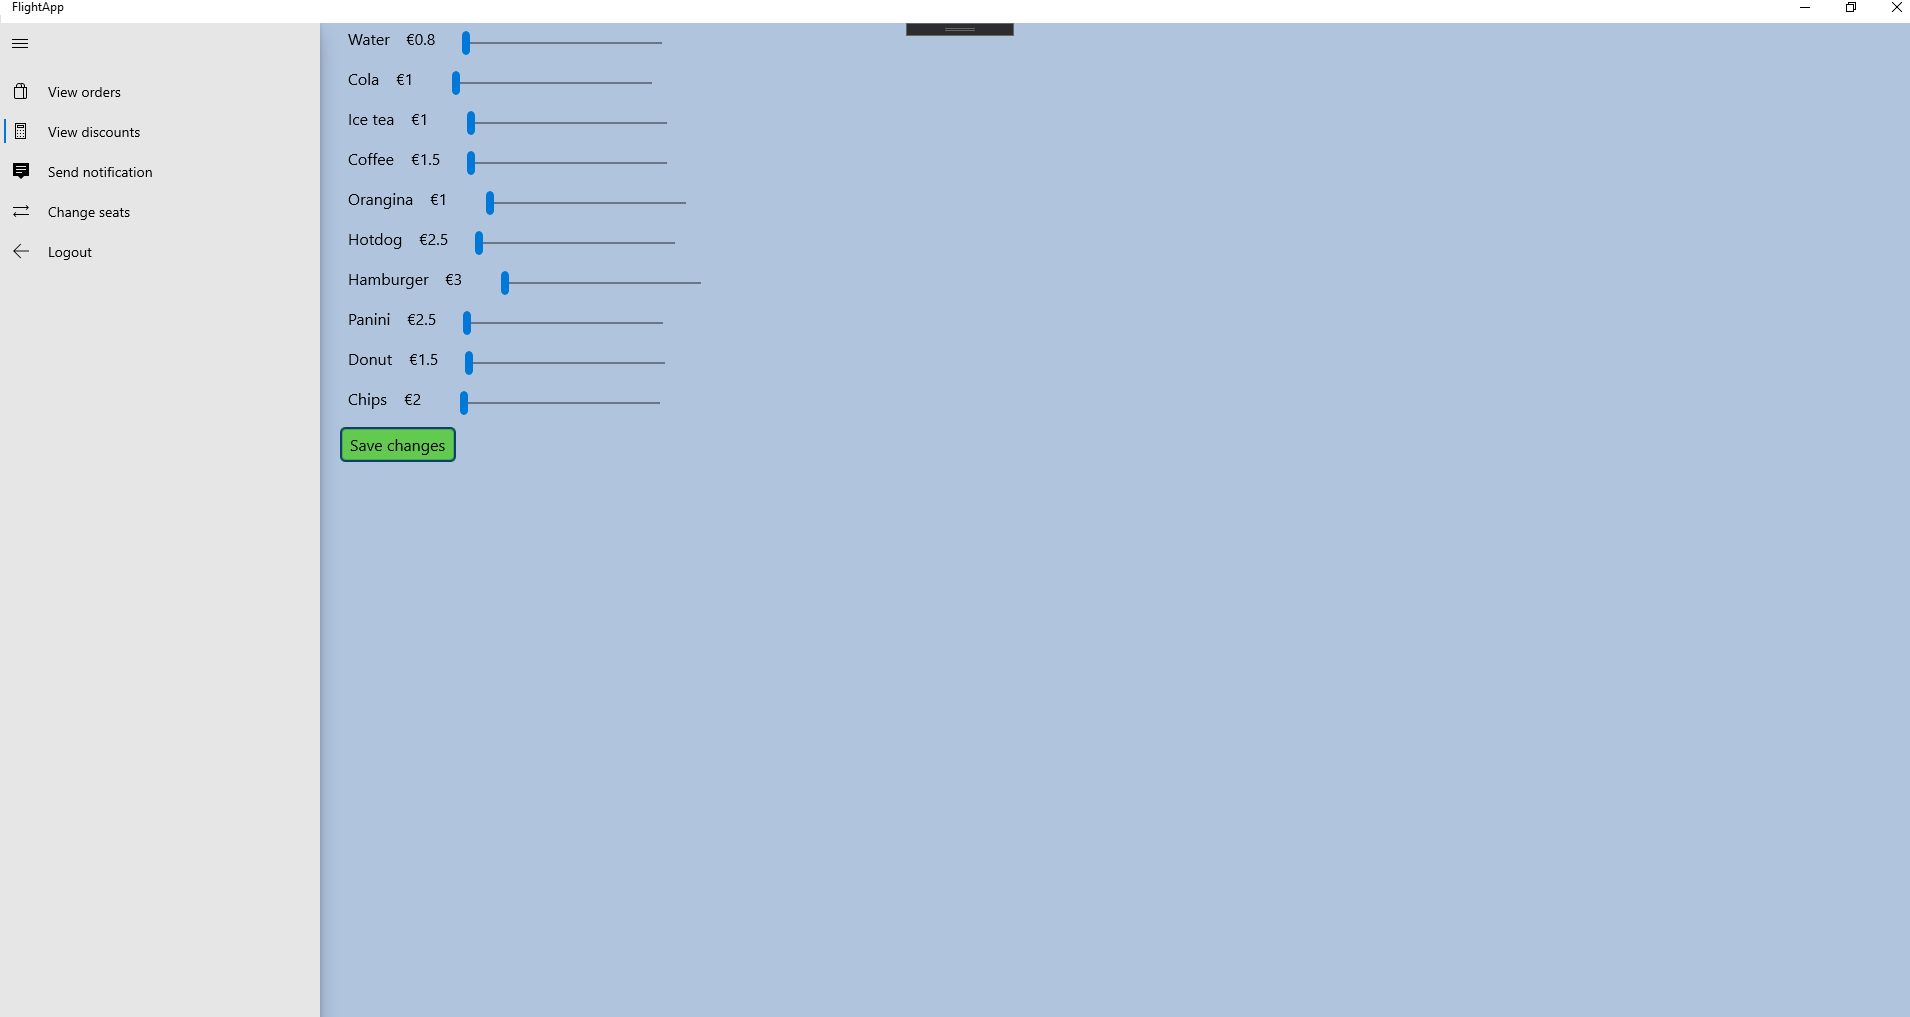 FlightApp
View orders
View discounts
Send notification
Change seats
Logout
Water €0.8
Cola €1
Ice tea €1
Coffee €1.5
Orangina €1
Hotdog €2.5
Hamburger €3
Panini €2.5
Donut €1.5
Chips €2
Save changes